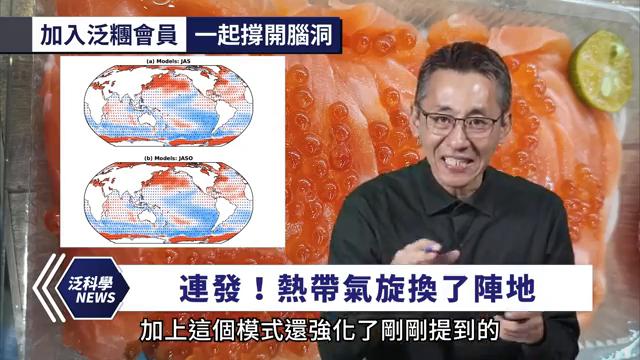 加入泛糰會員 一起撐開腦洞
(a) Models: JAS
(b) Models: JASO
泛科學
NEWS
連發！熱帶氣旋換了陣地
加上這個模式還強化了剛剛提到的